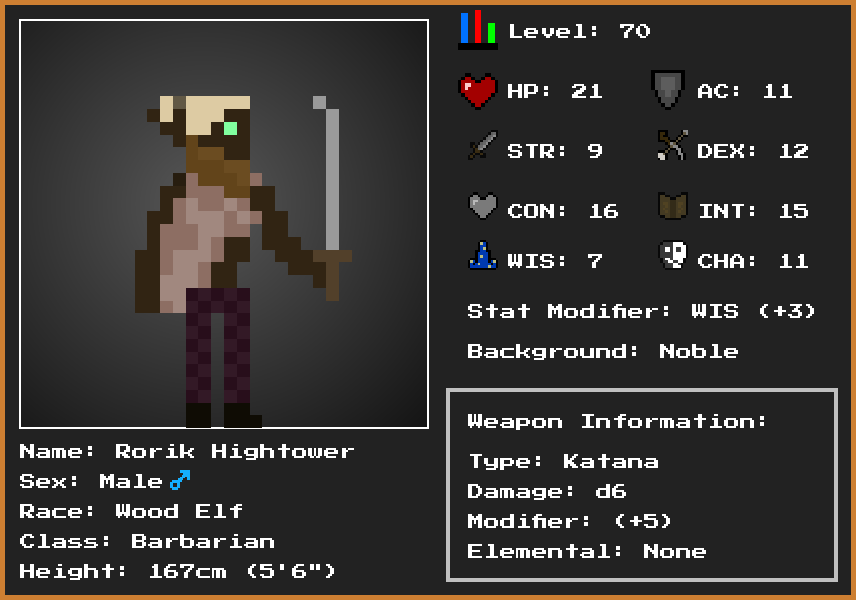 Level: 70
HP: 21
AC: 11
STR: 9
DEX: 12
CON: 16
INT: 15
WIS: 7
CHA: 11
Stat Modifier: WIS (+3)
Background: Noble
Weapon Information:
Type: Katana
Damage: d6
Modifier: (+5)
Elemental: None
Name: Rorik Hightower
Sex: Male♂
Race: Wood Elf
Class: Barbarian
Height: 167cm (5'6")